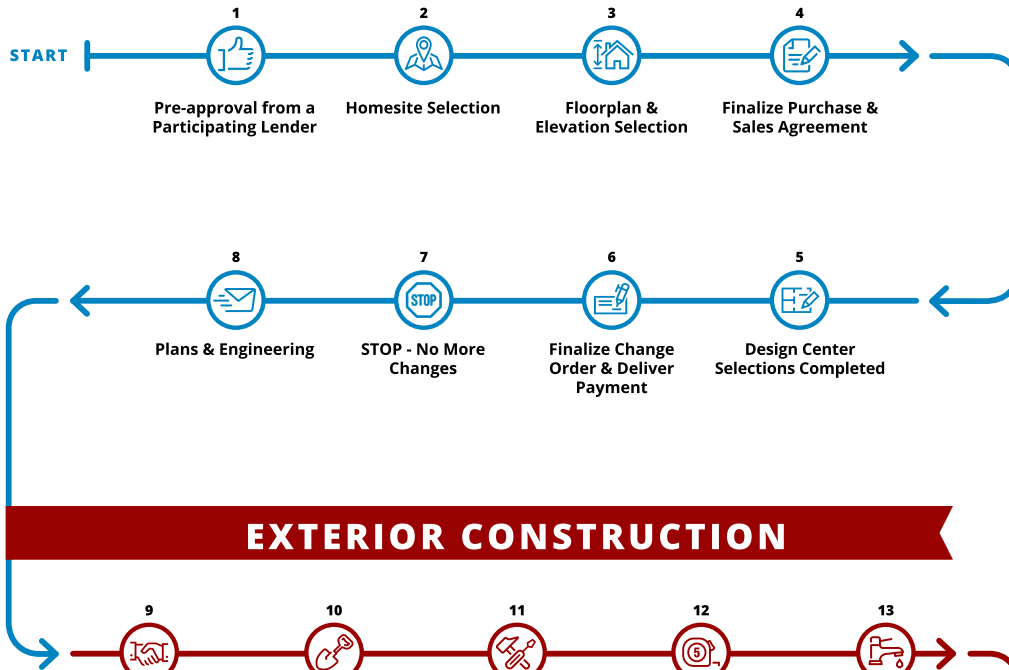 1
2
3
4
START
Pre-approval from a
Participating Lender
Homesite Selection
Floorplan &
Elevation Selection
Finalize Purchase &
Sales Agreement
8
7
6
5
STOP
Plans & Engineering
STOP - No More
Changes
Finalize Change
Order & Deliver
Payment
Design Center
Selections Completed
EXTERIOR CONSTRUCTION
9
10
11
12
13
5